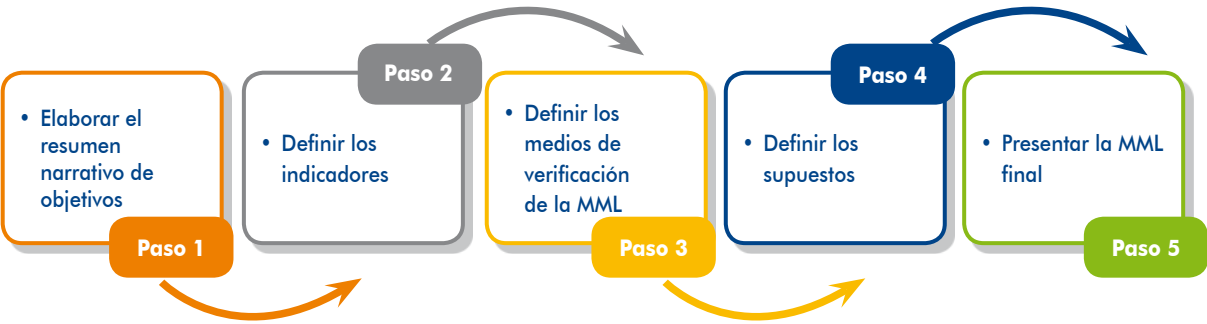 • Elaborar el
resumen
narrativo de
objetivos
Paso 1
Paso 2
• Definir los
indicadores
• Definir los
medios de
verificación
de la MML
Paso 3
Paso 4
• Definir los
supuestos
• Presentar la MML
final
Paso 5